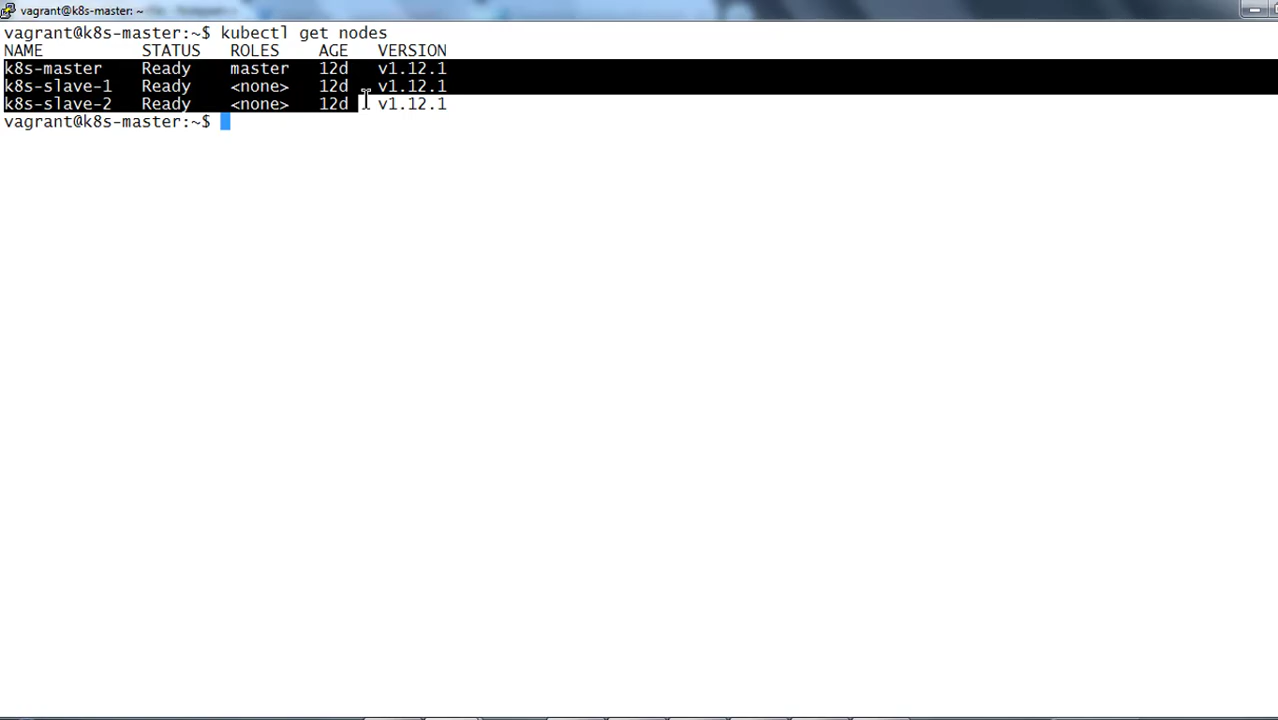 vagrant@k8s-master: ~
vagrant@k8s-master:~$ kubectl get nodes
NAME STATUS ROLES AGE VERSION
k8s-master Ready master 12d v1.12.1
k8s-slave-1 Ready <none> 12d v1.12.1
k8s-slave-2 Ready <none> 12d v1.12.1
vagrant@k8s-master:~$